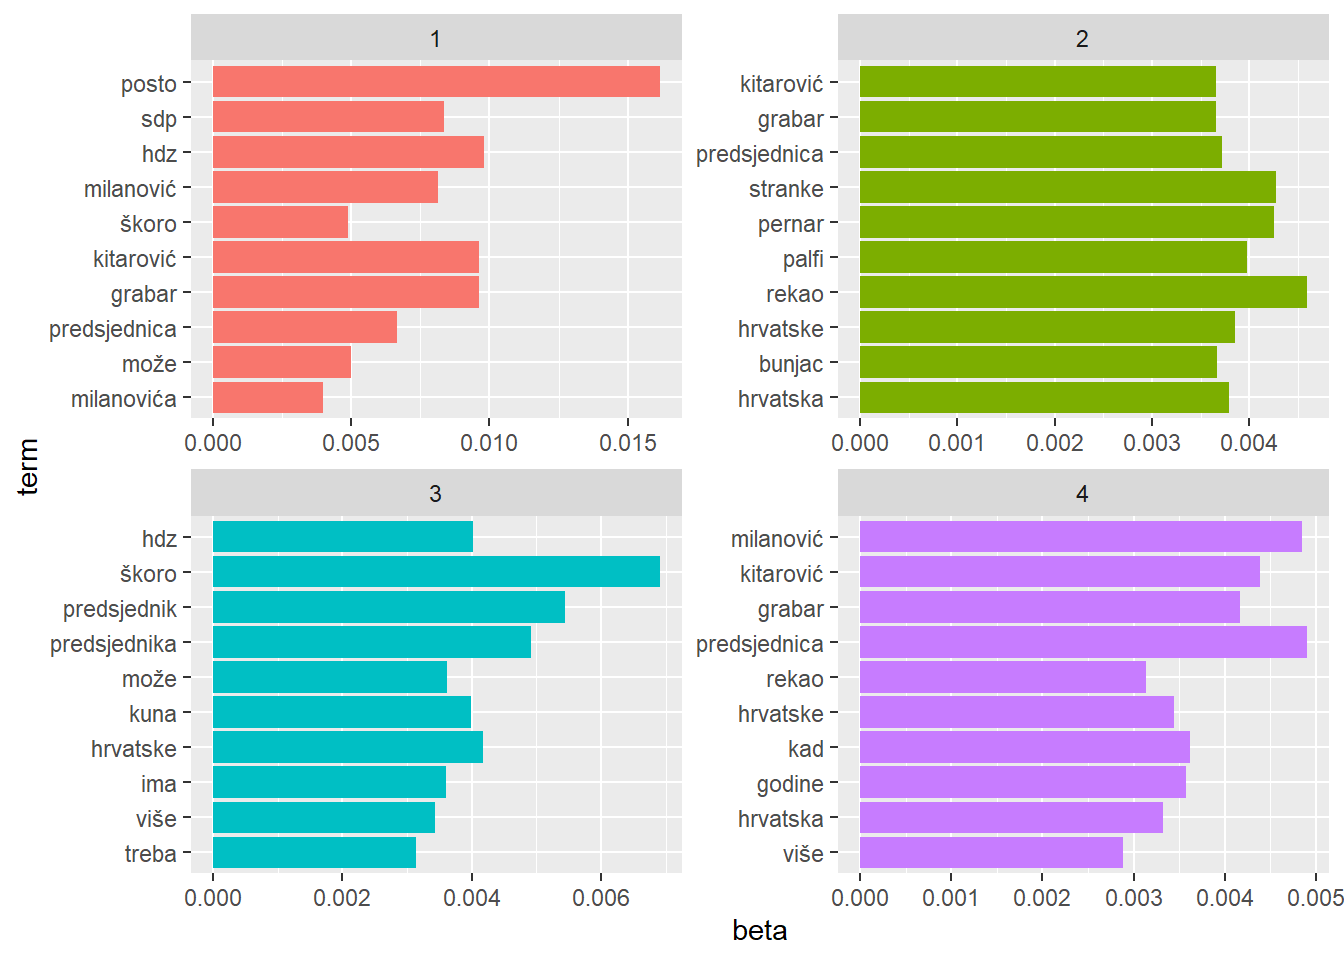 1
posto
sdp
hdz
milanović
škoro
kitarović
grabar
predsjednica
može
milanovića
0.000 0.005 0.010 0.015
2
kitarović
grabar
predsjednica
stranke
pernar
palfi
rekao
hrvatske
bunjac
hrvatska
0.000 0.001 0.002 0.003 0.004
term
3
hdz
škoro
predsjednik
predsjednika
može
kuna
hrvatske
ima
više
treba
0.000 0.002 0.004 0.006
4
milanović
kitarović
grabar
predsjednica
rekao
hrvatske
kad
godine
hrvatska
više
0.000 0.001 0.002 0.003 0.004 0.005
beta